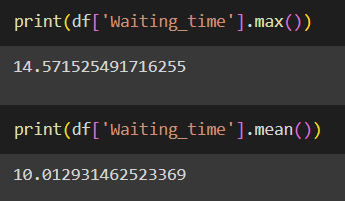 print(df['Waiting_time'].max())
14.571525491716255
print(df['Waiting_time'].mean())
10.012931462523369